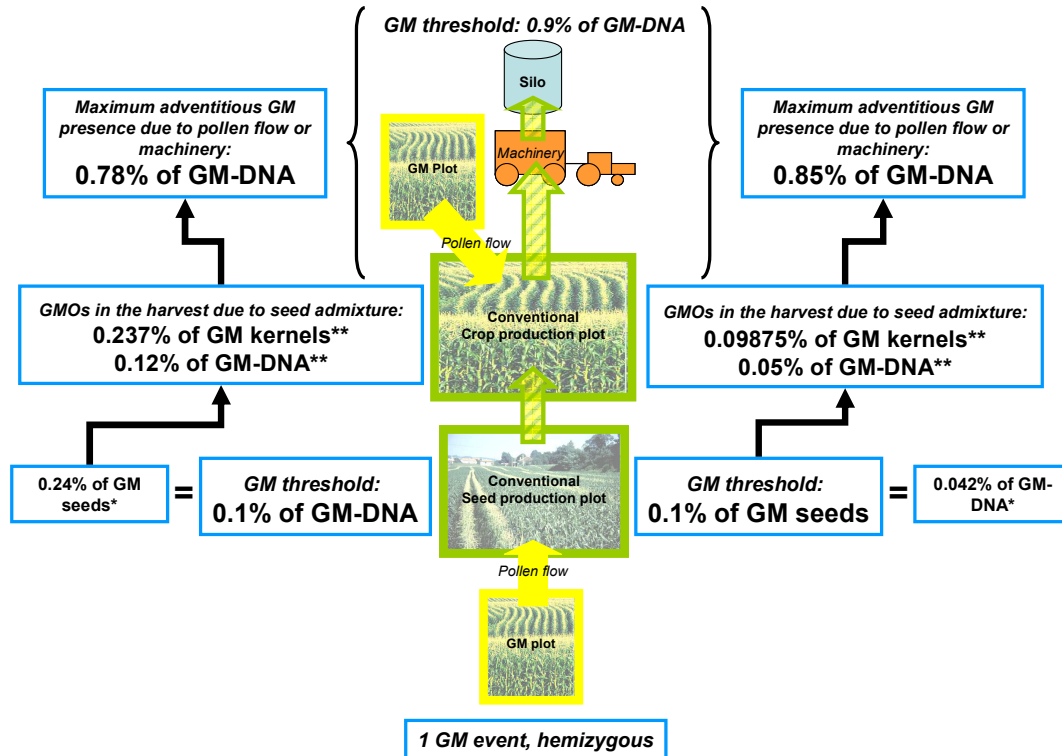 GM threshold: 0.9% of GM-DNA
Silo
Machinery
GM Plot
Pollen flow
Maximum adventitious GM
presence due to pollen flow or
machinery:
0.78% of GM-DNA
Maximum adventitious GM
presence due to pollen flow or
machinery:
0.85% of GM-DNA
GMOs in the harvest due to seed admixture:
0.237% of GM kernels**
0.12% of GM-DNA**
Conventional
Crop production plot
GMOs in the harvest due to seed admixture:
0.09875% of GM kernels**
0.05% of GM-DNA**
0.24% of GM
seeds*
=
GM threshold:
0.1% of GM-DNA
Conventional
Seed production plot
GM threshold:
0.1% of GM seeds
=
0.042% of GM-
DNA*
Pollen flow
GM plot
1 GM event, hemizygous